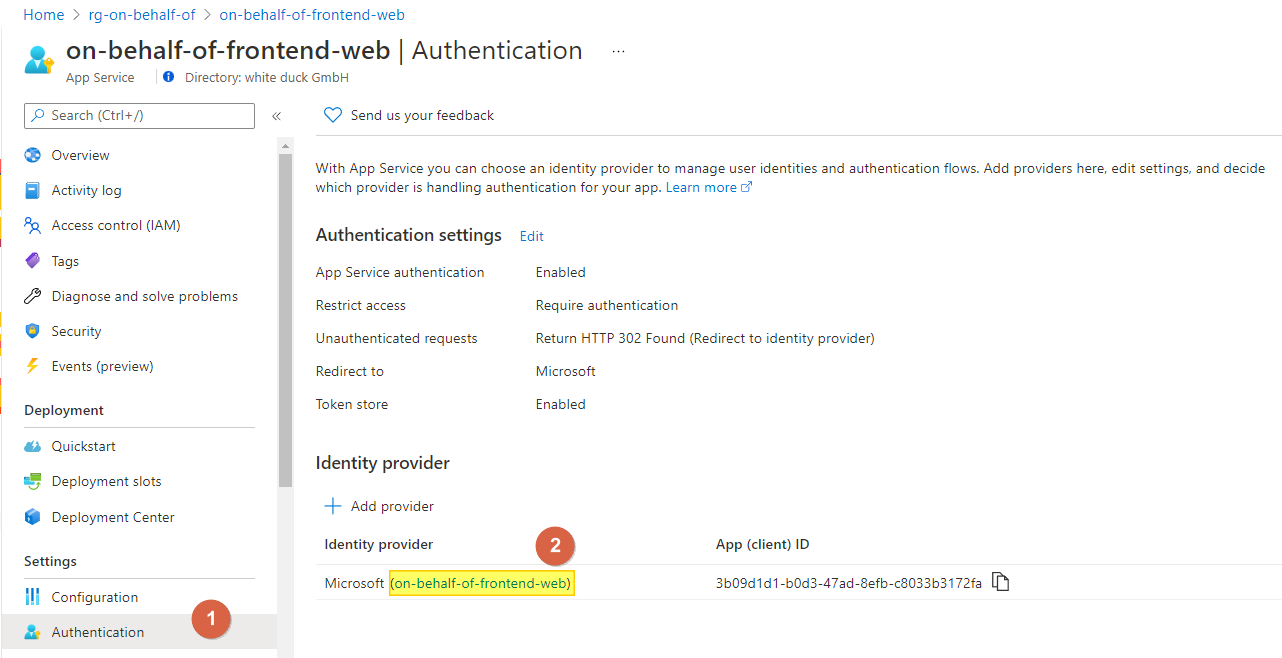 Home > rg-on-behalf-of > on-behalf-of-frontend-web
on-behalf-of-frontend-web | Authentication ...
App Service | Directory: white duck GmbH
Search (Ctrl+/) «
Overview
Activity log
Access control (IAM)
Tags
Diagnose and solve problems
Security
Events (preview)
Deployment
Quickstart
Deployment slots
Deployment Center
Settings
Configuration
Authentication 1
Send us your feedback
With App Service you can choose an identity provider to manage user identities and authentication flows. Add providers here, edit settings, and decide
which provider is handling authentication for your app. Learn more
Authentication settings Edit
App Service authentication Enabled
Restrict access Require authentication
Unauthenticated requests Return HTTP 302 Found (Redirect to identity provider)
Redirect to Microsoft
Token store Enabled
Identity provider
Add provider
Identity provider 2 App (client) ID
Microsoft (on-behalf-of-frontend-web) 3b09d1d1-b0d3-47ad-8efb-c8033b3172fa